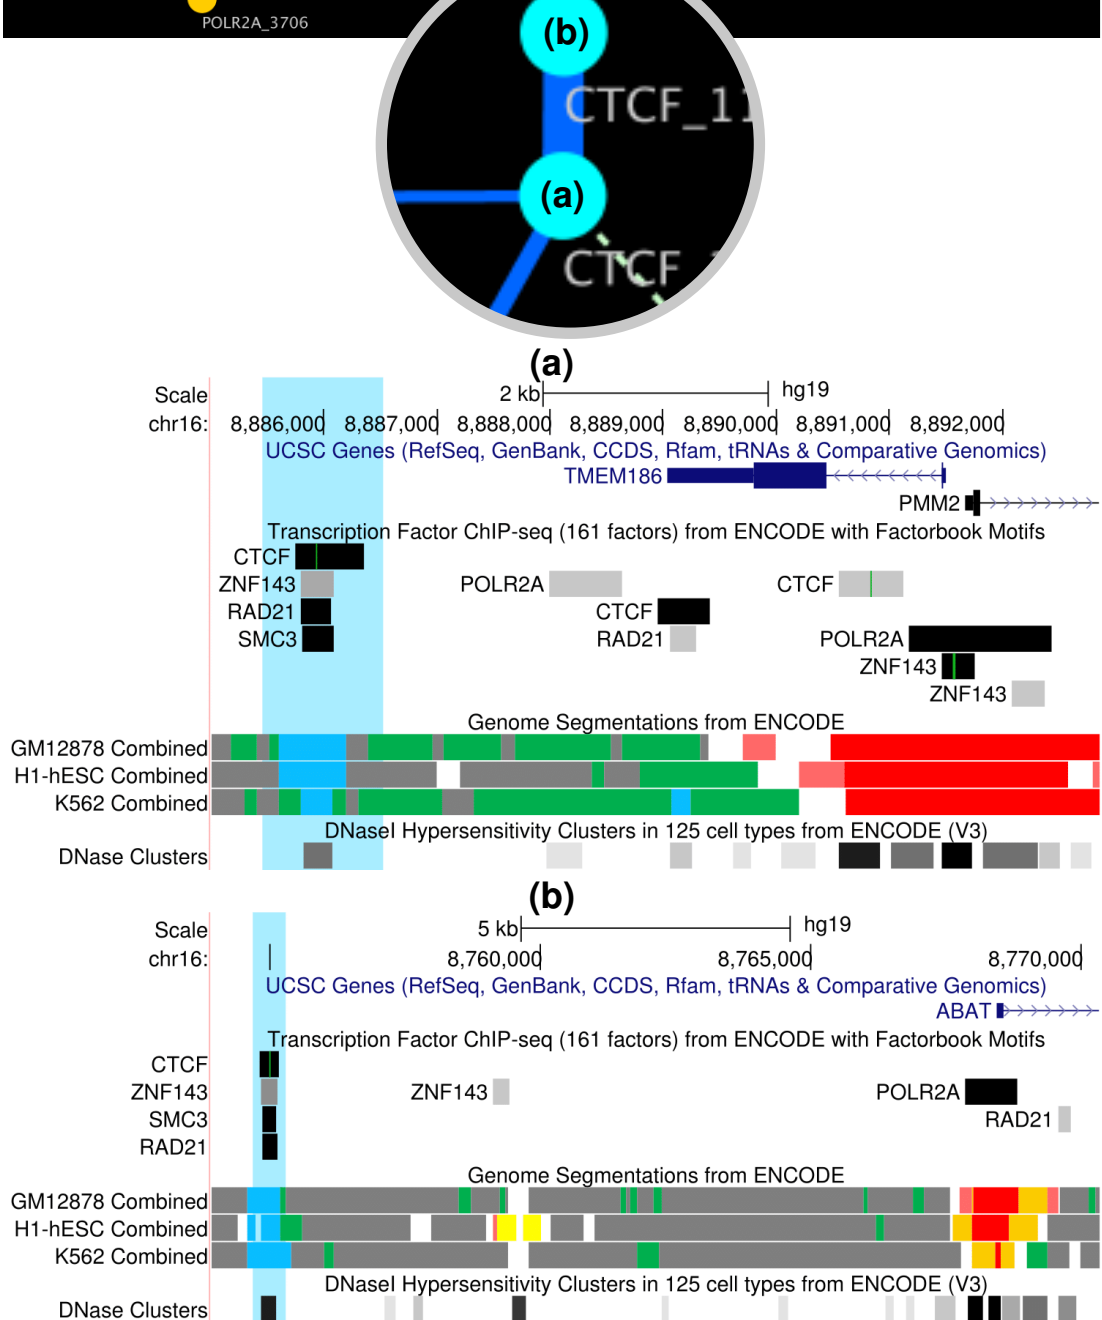 POLR2A_3706
(b)
CTCF_11
(a)
CTCF_
(a)
Scale 2 kb hg19
chr16: 8,886,000 8,887,000 8,888,000 8,889,000 8,890,000 8,891,000 8,892,000
UCSC Genes (RefSeq, GenBank, CCDS, Rfam, tRNAs & Comparative Genomics)
TMEM186
PMM2
Transcription Factor ChIP-seq (161 factors) from ENCODE with Factorbook Motifs
CTCF
ZNF143 POLR2A CTCF
RAD21 CTCF
SMC3 RAD21 POLR2A
ZNF143
ZNF143
Genome Segmentations from ENCODE
GM12878 Combined
H1-hESC Combined
K562 Combined
DNaseI Hypersensitivity Clusters in 125 cell types from ENCODE (V3)
DNase Clusters
(b)
Scale 5 kb hg19
chr16: 8,760,000 8,765,000 8,770,000
UCSC Genes (RefSeq, GenBank, CCDS, Rfam, tRNAs & Comparative Genomics)
ABAT
Transcription Factor ChIP-seq (161 factors) from ENCODE with Factorbook Motifs
CTCF
ZNF143 ZNF143 POLR2A
SMC3 RAD21
RAD21
Genome Segmentations from ENCODE
GM12878 Combined
H1-hESC Combined
K562 Combined
DNaseI Hypersensitivity Clusters in 125 cell types from ENCODE (V3)
DNase Clusters